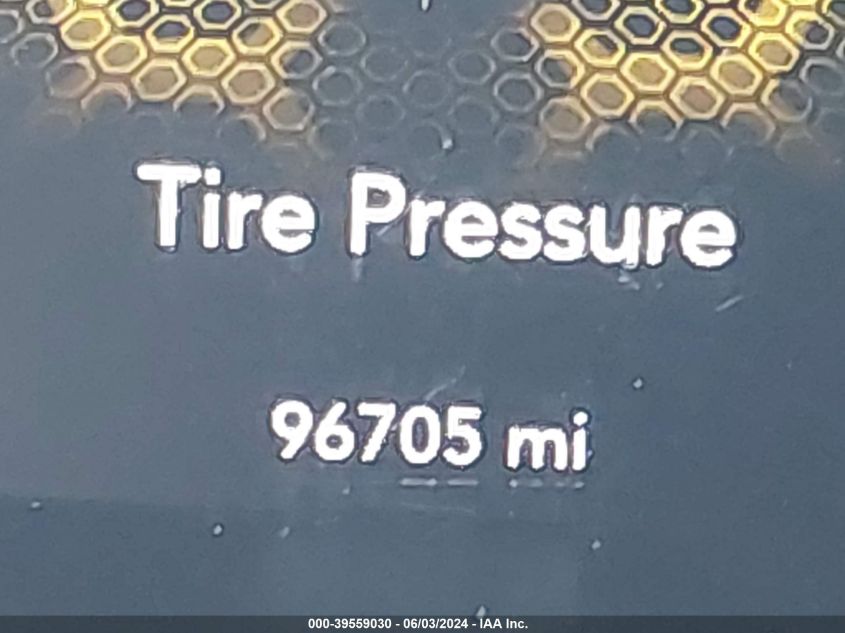 Tire Pressure
96705 mi
000-39559030 - 06/03/2024 - IAA Inc.